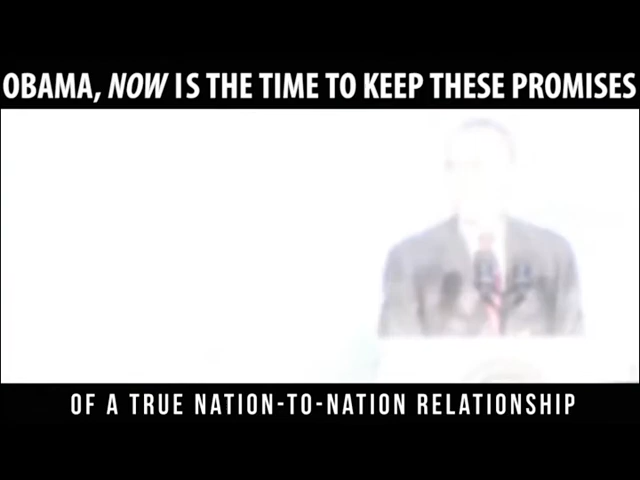 OBAMA, NOW IS THE TIME TO KEEP THESE PROMISES
OF A TRUE NATION-TO-NATION RELATIONSHIP